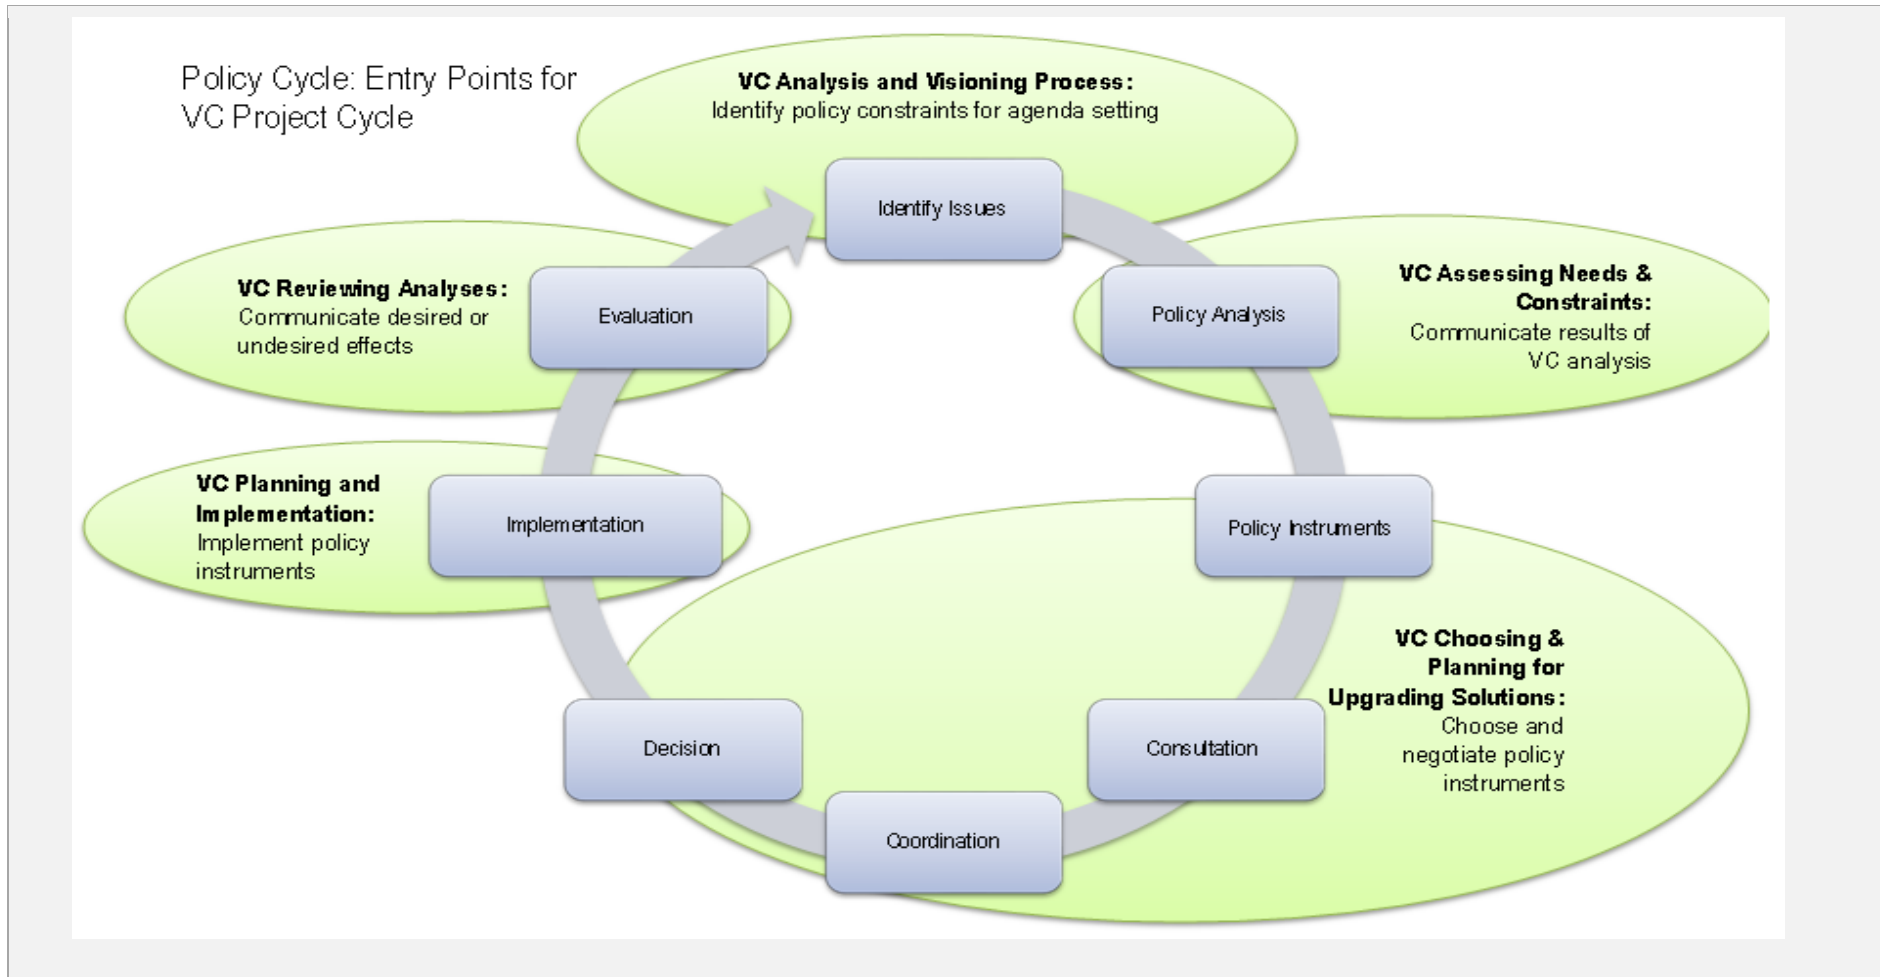 Policy Cycle: Entry Points for
VC Project Cycle
VC Analysis and Visioning Process:
Identify policy constraints for agenda setting
Identify Issues
VC Assessing Needs &
Constraints:
Communicate results of
VC analysis
Policy Analysis
Policy Instruments
VC Choosing &
Planning for
Upgrading Solutions:
Choose and
negotiate policy
instruments
Consultation
Coordination
Decision
VC Planning and
Implementation:
Implement policy
instruments
Implementation
VC Reviewing Analyses:
Communicate desired or
undesired effects
Evaluation